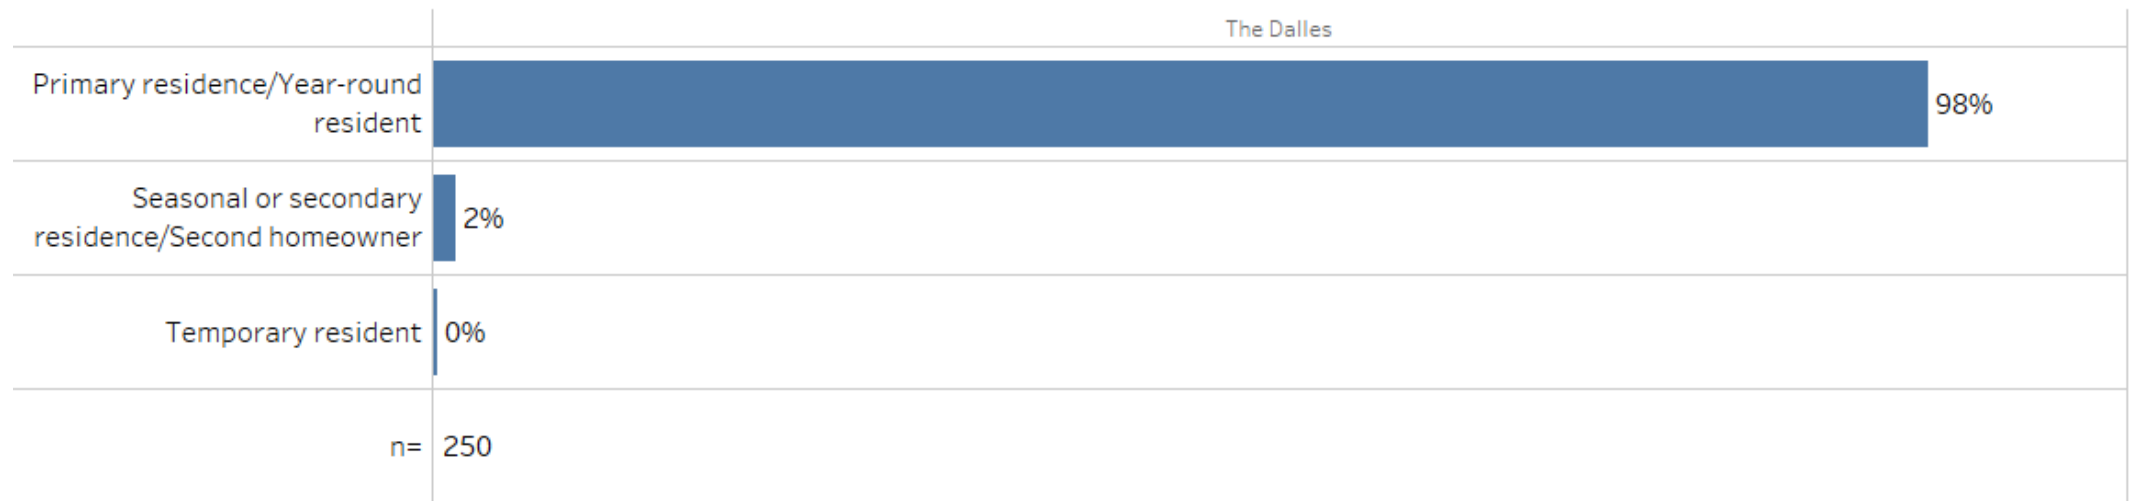 The Dalles
Primary residence/Year-round
resident
98%
Seasonal or secondary
residence/Second homeowner
2%
Temporary resident
0%
n=
250